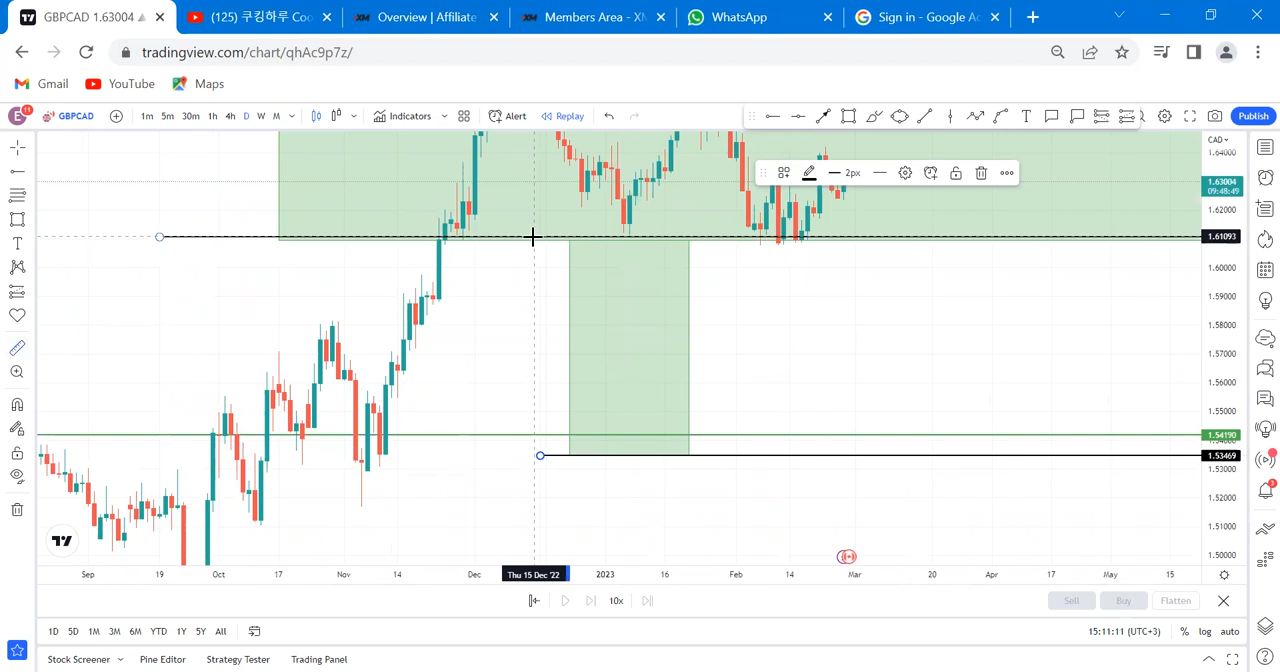 GBPCAD 1.63004
(125) 쿠킹하루 Coo
Overview | Affiliate
Members Area - XM
WhatsApp
Sign in - Google Ac
tradingview.com/chart/qhAc9p7z/
Gmail YouTube Maps
E 11 GBPCAD 1m 5m 30m 1h 4h D W M Indicators Alert Replay T Publish
CAD
1.64000
2px
1.63004
09:48:49
1.62000
1.61093
1.60000
1.59000
1.58000
1.57000
1.56000
1.55000
1.54190
1.53469
1.53000
1.52000
1.51000
1.50000
Sep 19 Oct 17 Nov 14 Dec Thu 15 Dec '22 2023 16 Feb 14 Mar 20 Apr 17 May 15
10x Sell Buy Flatten
1D 5D 1M 3M 6M YTD 1Y 5Y All 15:11:11 (UTC+3) % log auto
Stock Screener Pine Editor Strategy Tester Trading Panel